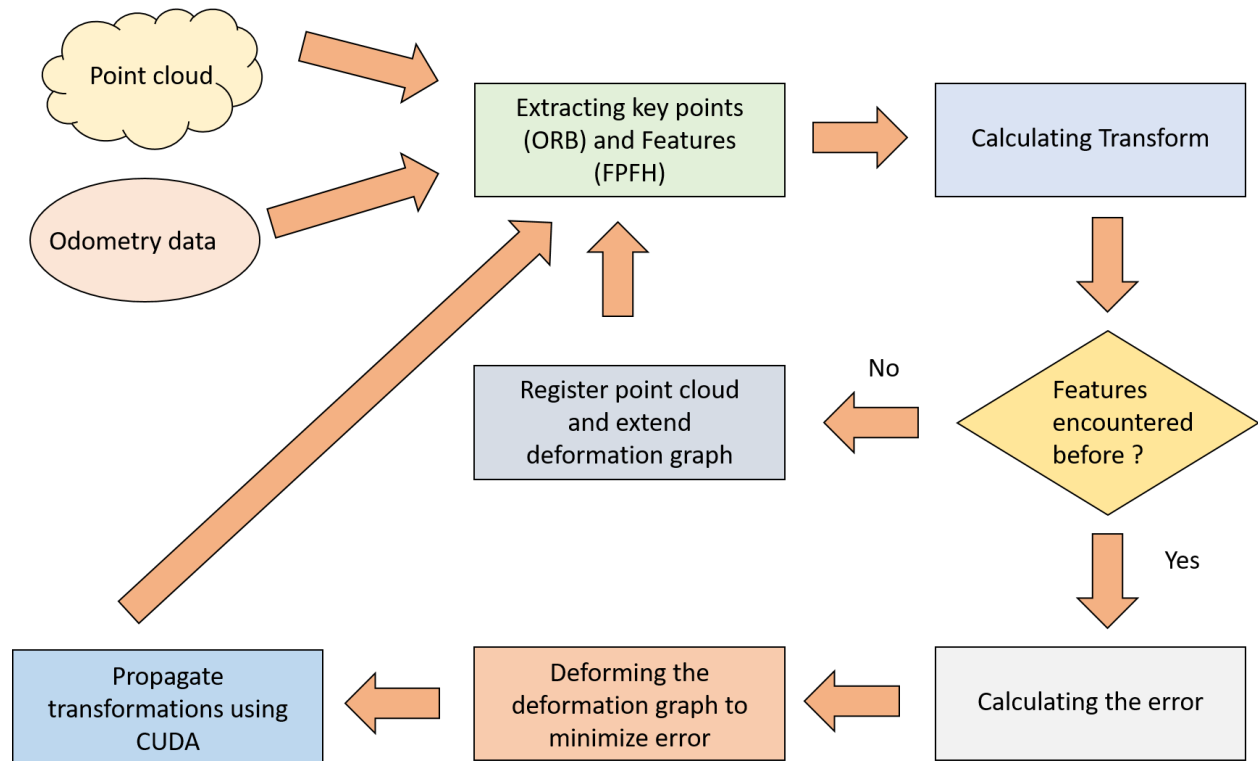 Point cloud
Extracting key points
(ORB) and Features
(FPFH)
Calculating Transform
Odometry data
Features
encountered
before ?
No
Register point cloud
and extend
deformation graph
Yes
Calculating the error
Deforming the
deformation graph to
minimize error
Propagate
transformations using
CUDA